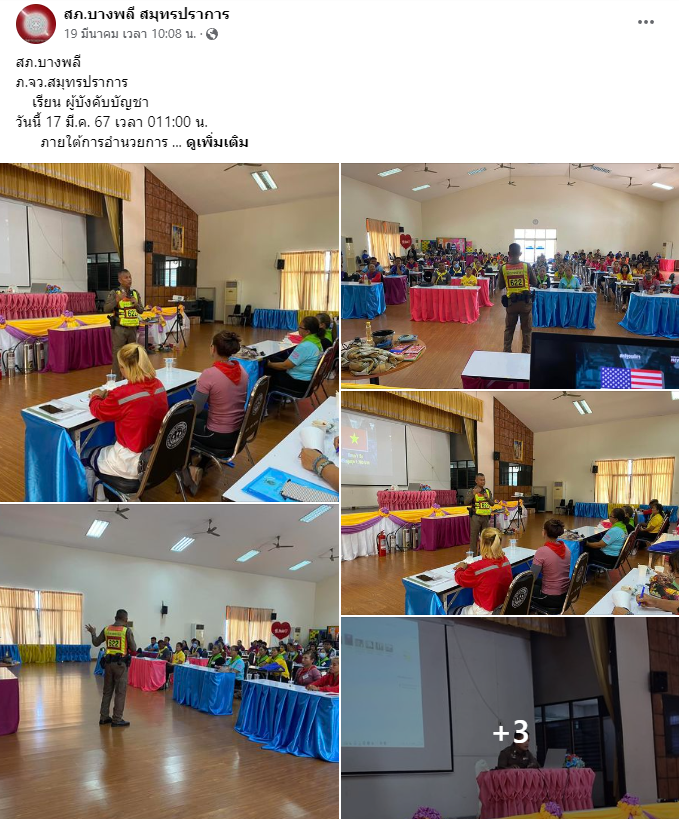 สภ.บางพลี สมุทรปราการ
19 มีนาคม เวลา 10:08 น. ·
สภ.บางพลี
ภ.จว.สมุทรปราการ
เรียน ผู้บังคับบัญชา
วันนี้ 17 มี.ค. 67 เวลา 011:00 น.
ภายใต้การอำนวยการ ... ดูเพิ่มเติม
622
622
622
+3